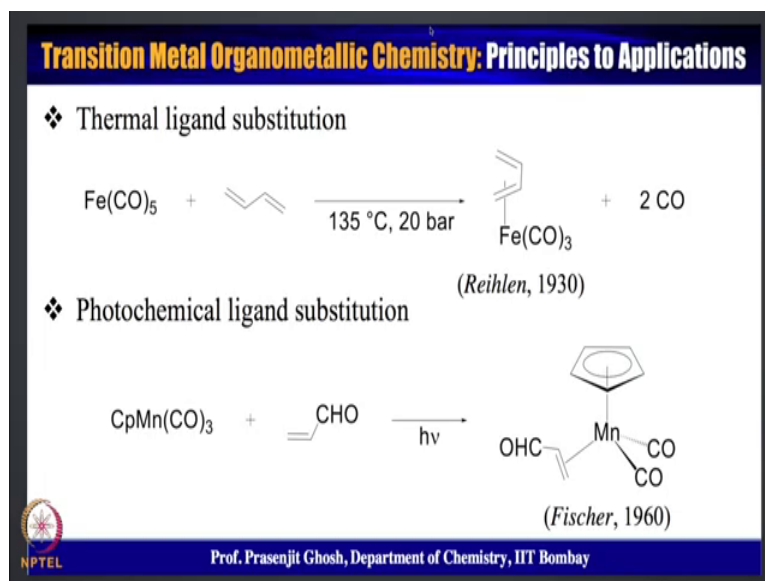 Transition Metal Organometallic Chemistry: Principles to Applications
❖ Thermal ligand substitution
Fe(CO)₅ + 135 °C, 20 bar Fe(CO)₃ + 2 CO
(Reihlen, 1930)
❖ Photochemical ligand substitution
CpMn(CO)₃ + CHO hν OHC Mn CO CO
(Fischer, 1960)
NPTEL
Prof. Prasenjit Ghosh, Department of Chemistry, IIT Bombay